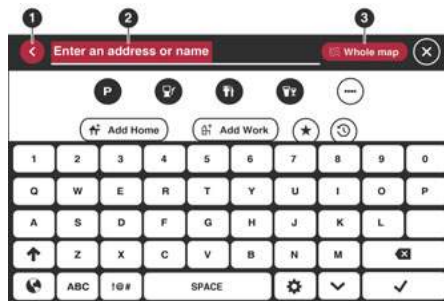 1 2 3
Enter an address or name Whole map
P
Add Home Add Work
1 2 3 4 5 6 7 8 9 0
Q W E R T Y U I O P
A S D F G H J K L
Z X C V B N M
ABC !@# SPACE